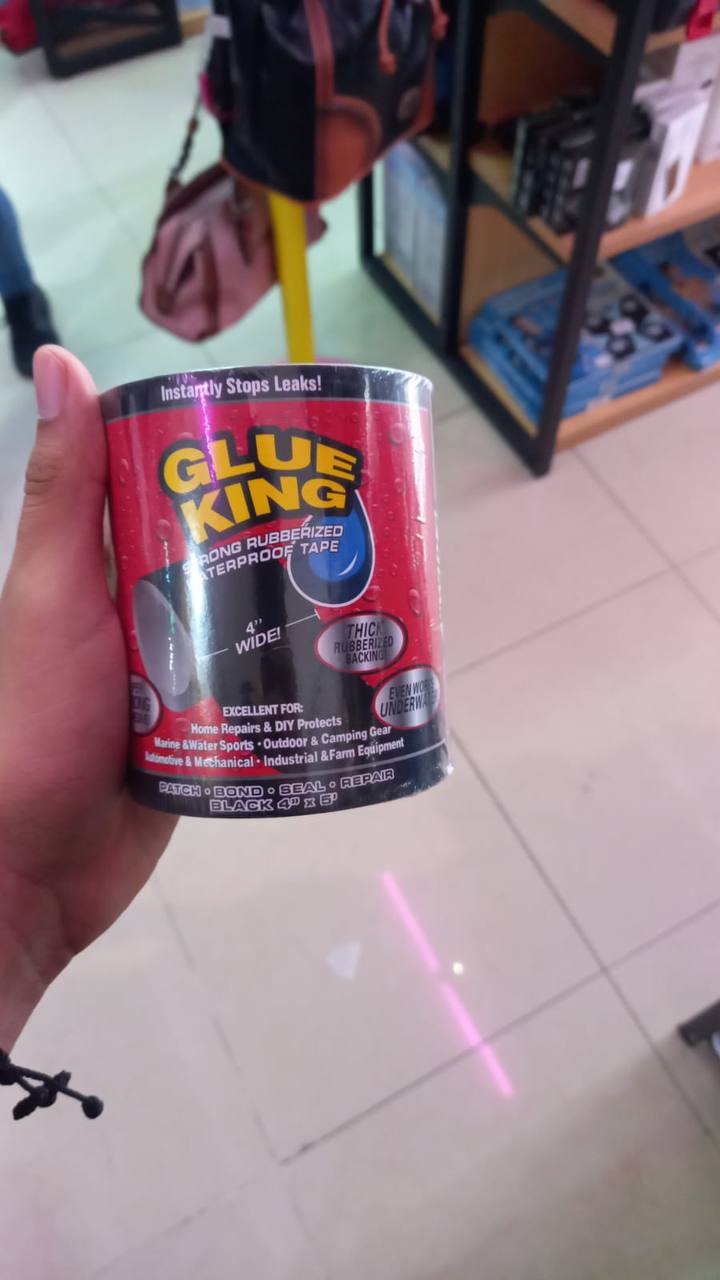 Instantly Stops Leaks!
GLUE
KING
STRONG RUBBERIZED
WATERPROOF TAPE
4" 
WIDE!
THICK
RUBBERIZED
BACKING
EVEN WORKS
UNDERWATER
EXCELLENT FOR:
Home Repairs & DIY Protects
Marine &Water Sports • Outdoor & Camping Gear
Automotive & Mechanical • Industrial &Farm Equipment
PATCH • BOND • SEAL • REPAIR
BLACK 4" x 5'